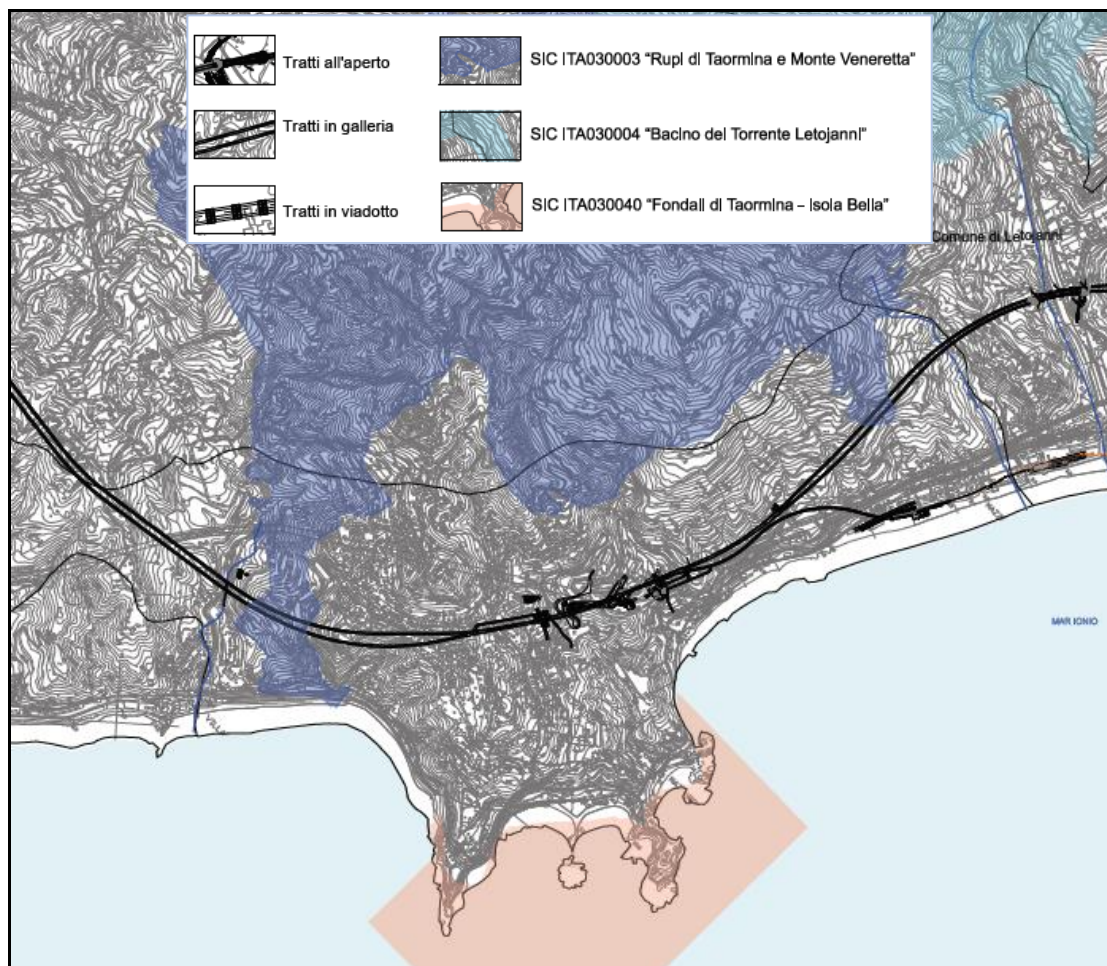 Tratti all'aperto
SIC ITA030003 “Rupi di Taormina e Monte Veneretta”
Tratti in galleria
SIC ITA030004 “Bacino del Torrente Letojanni”
Tratti in viadotto
SIC ITA030040 “Fondali di Taormina – Isola Bella”
Comune di Letojanni
MAR IONIO